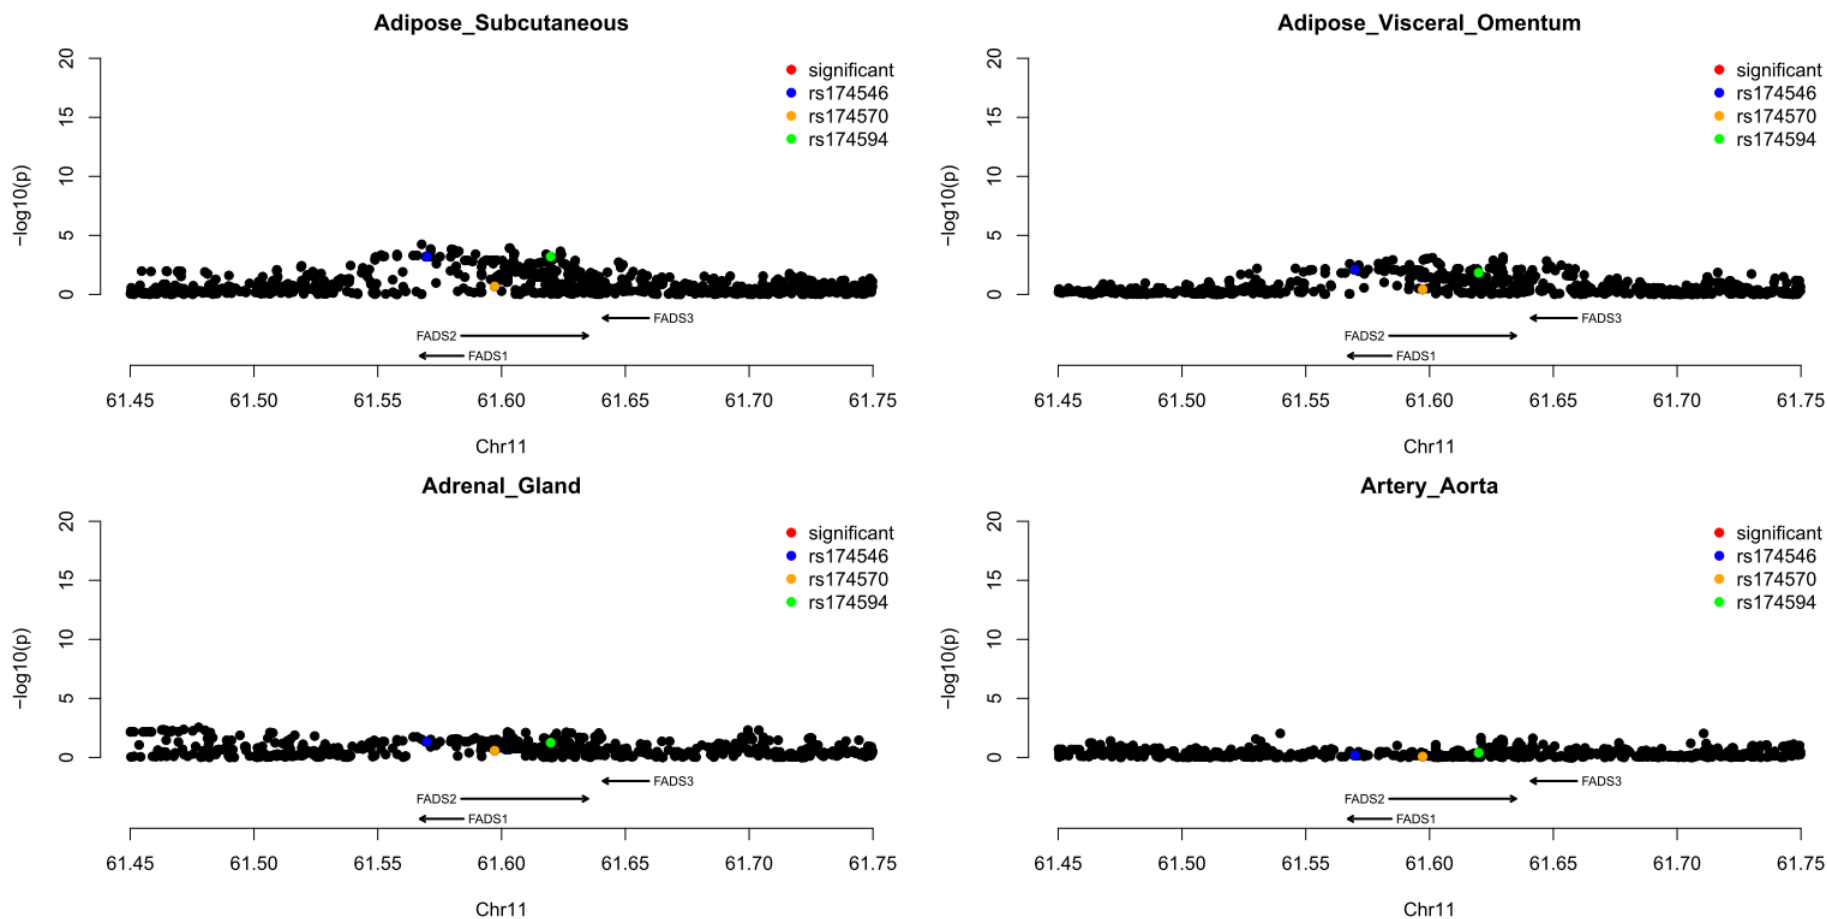 Adipose_Subcutaneous
20
15
10
5
0
−log10(p)
significant
rs174546
rs174570
rs174594
FADS3
FADS2
FADS1
61.45 61.50 61.55 61.60 61.65 61.70 61.75
Chr11
Adipose_Visceral_Omentum
20
15
10
5
0
−log10(p)
significant
rs174546
rs174570
rs174594
FADS3
FADS2
FADS1
61.45 61.50 61.55 61.60 61.65 61.70 61.75
Chr11
Adrenal_Gland
20
15
10
5
0
−log10(p)
significant
rs174546
rs174570
rs174594
FADS3
FADS2
FADS1
61.45 61.50 61.55 61.60 61.65 61.70 61.75
Chr11
Artery_Aorta
20
15
10
5
0
−log10(p)
significant
rs174546
rs174570
rs174594
FADS3
FADS2
FADS1
61.45 61.50 61.55 61.60 61.65 61.70 61.75
Chr11